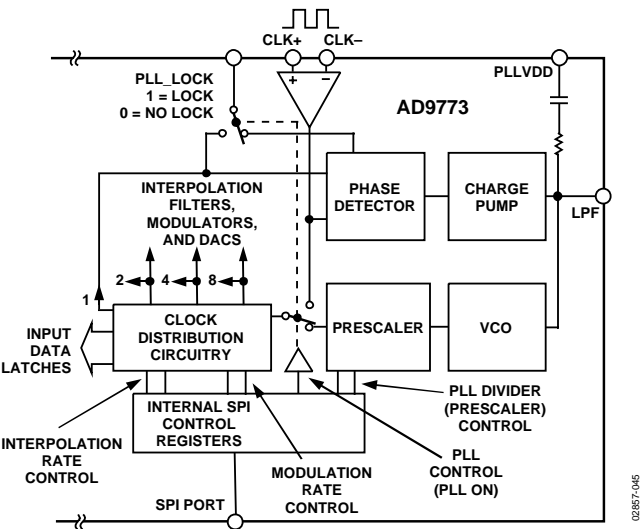 CLK+ CLK–
PLLVDD
PLL_LOCK
1 = LOCK
0 = NO LOCK
AD9773
INTERPOLATION
FILTERS,
MODULATORS,
AND DACS
PHASE
DETECTOR
CHARGE
PUMP
LPF
2 4 8
1
CLOCK
DISTRIBUTION
CIRCUITRY
PRESCALER
VCO
INPUT
DATA
LATCHES
INTERNAL SPI
CONTROL
REGISTERS
PLL DIVIDER
(PRESCALER)
CONTROL
INTERPOLATION
RATE
CONTROL
MODULATION
RATE
CONTROL
PLL
CONTROL
(PLL ON)
SPI PORT
02857-045